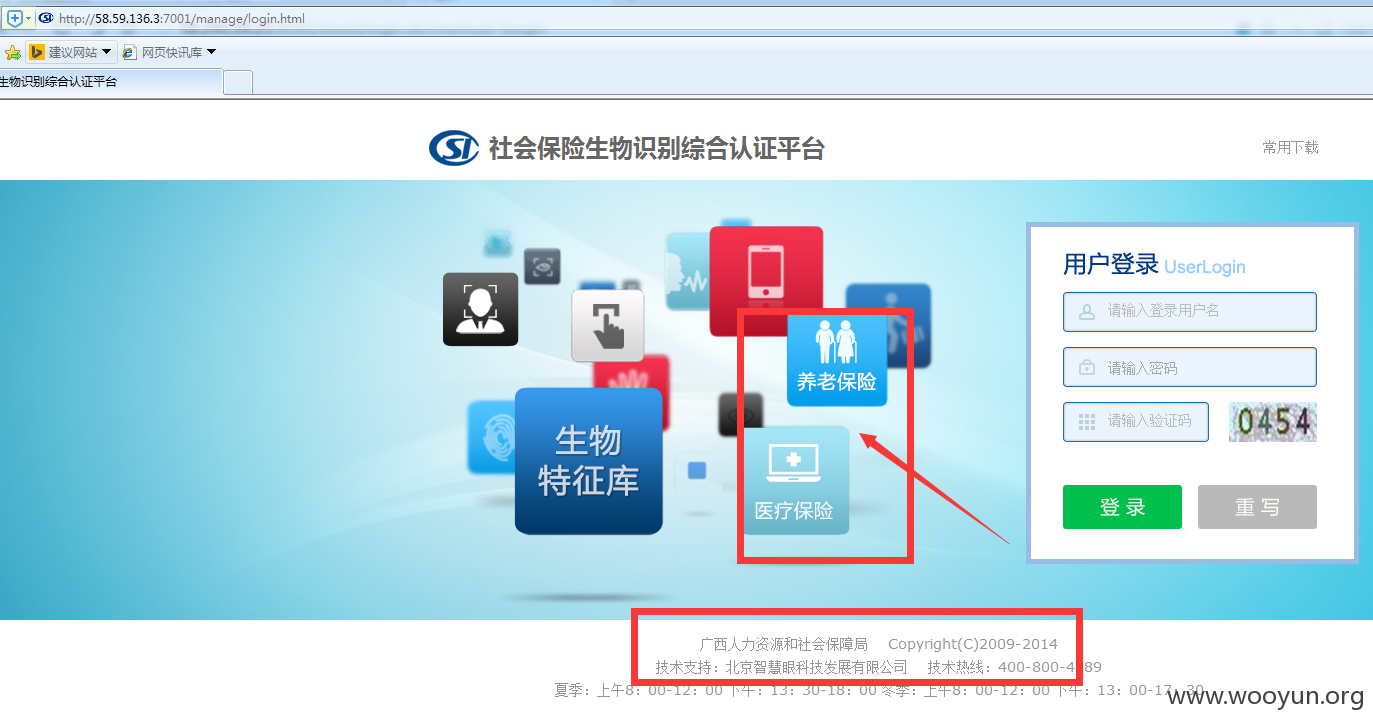 http://58.59.136.3:7001/manage/login.html
建议网站 网页快讯库
生物识别综合认证平台
CSI 社会保险生物识别综合认证平台
常用下载
用户登录 UserLogin
请输入登录用户名
请输入密码
请输入验证码 0454
登录 重写
养老保险
生物
特征库
医疗保险
广西人力资源和社会保障局 Copyright(C)2009-2014
技术支持：北京智慧眼科技发展有限公司 技术热线：400-800-4 89
夏季：上午8：00-12：00 下午：13：30-18：00 冬季：上午8：00-12：00 下午：13：00-17：30
www.wooyun.org